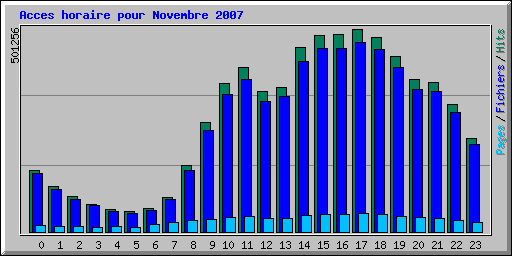 Acces horaire pour Novembre 2007
501256
Pages / Fichiers / Hits
0 1 2 3 4 5 6 7 8 9 10 11 12 13 14 15 16 17 18 19 20 21 22 23